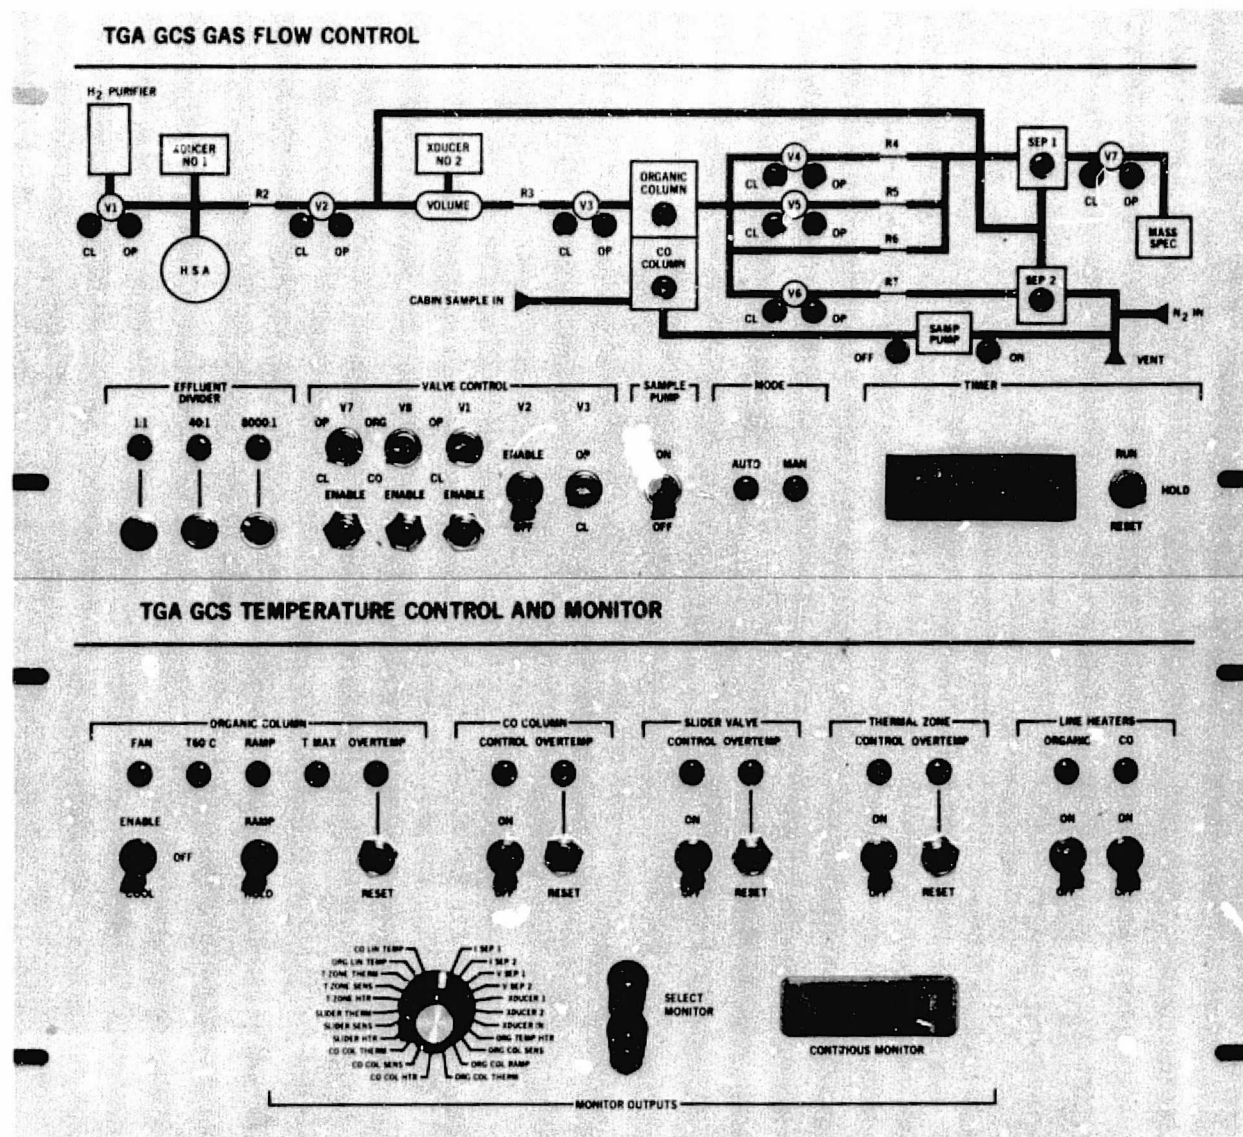 TGA GCS GAS FLOW CONTROL
H2 PURIFIER
XDUCER
NO 1
XDUCER
NO 2
ORGANIC
COLUMN
CO
COLUMN
V1
CL OP
H S A
R2
V2
CL OP
VOLUME
R3
V3
CL OP
V4
CL OP
R4
V5
CL OP
R5
R6
V6
CL OP
R7
SEP 1
V7
CL OP
MASS
SPEC
SEP 2
CABIN SAMPLE IN
N2 IN
OFF
SAMP
PUMP
ON
VENT
EFFLUENT
DIVIDER
1:1 40:1 8000:1
VALVE CONTROL
V7 V8 V1 V2 V3
OP ORG OP ENABLE OP
CL CO CL
ENABLE ENABLE ENABLE OFF CL
SAMPLE
PUMP
ON
OFF
MODE
AUTO MAN
TIMER
RUN
HOLD
RESET
TGA GCS TEMPERATURE CONTROL AND MONITOR
ORGANIC COLUMN
FAN T60 C RAMP T MAX OVERTEMP
ENABLE RAMP
OFF
COOL HOLD RESET
CO COLUMN
CONTROL OVERTEMP
ON
OFF RESET
SLIDER VALVE
CONTROL OVERTEMP
ON
OFF RESET
THERMAL ZONE
CONTROL OVERTEMP
ON
OFF RESET
LINE HEATERS
ORGANIC CO
ON ON
OFF OFF
CO LIN TEMP
ORG LIN TEMP
T ZONE THERM
T ZONE SENS
T ZONE HTR
SLIDER THERM
SLIDER SENS
SLIDER HTR
CO COL THERM
CO COL SENS
CO COL HTR
I SEP 1
I SEP 2
V SEP 1
V SEP 2
XDUCER 1
XDUCER 2
XDUCER IN
ORG TEMP HTR
ORG COL SENS
ORG COL RAMP
ORG COL THERM
SELECT
MONITOR
CONTIOUS MONITOR
MONITOR OUTPUTS